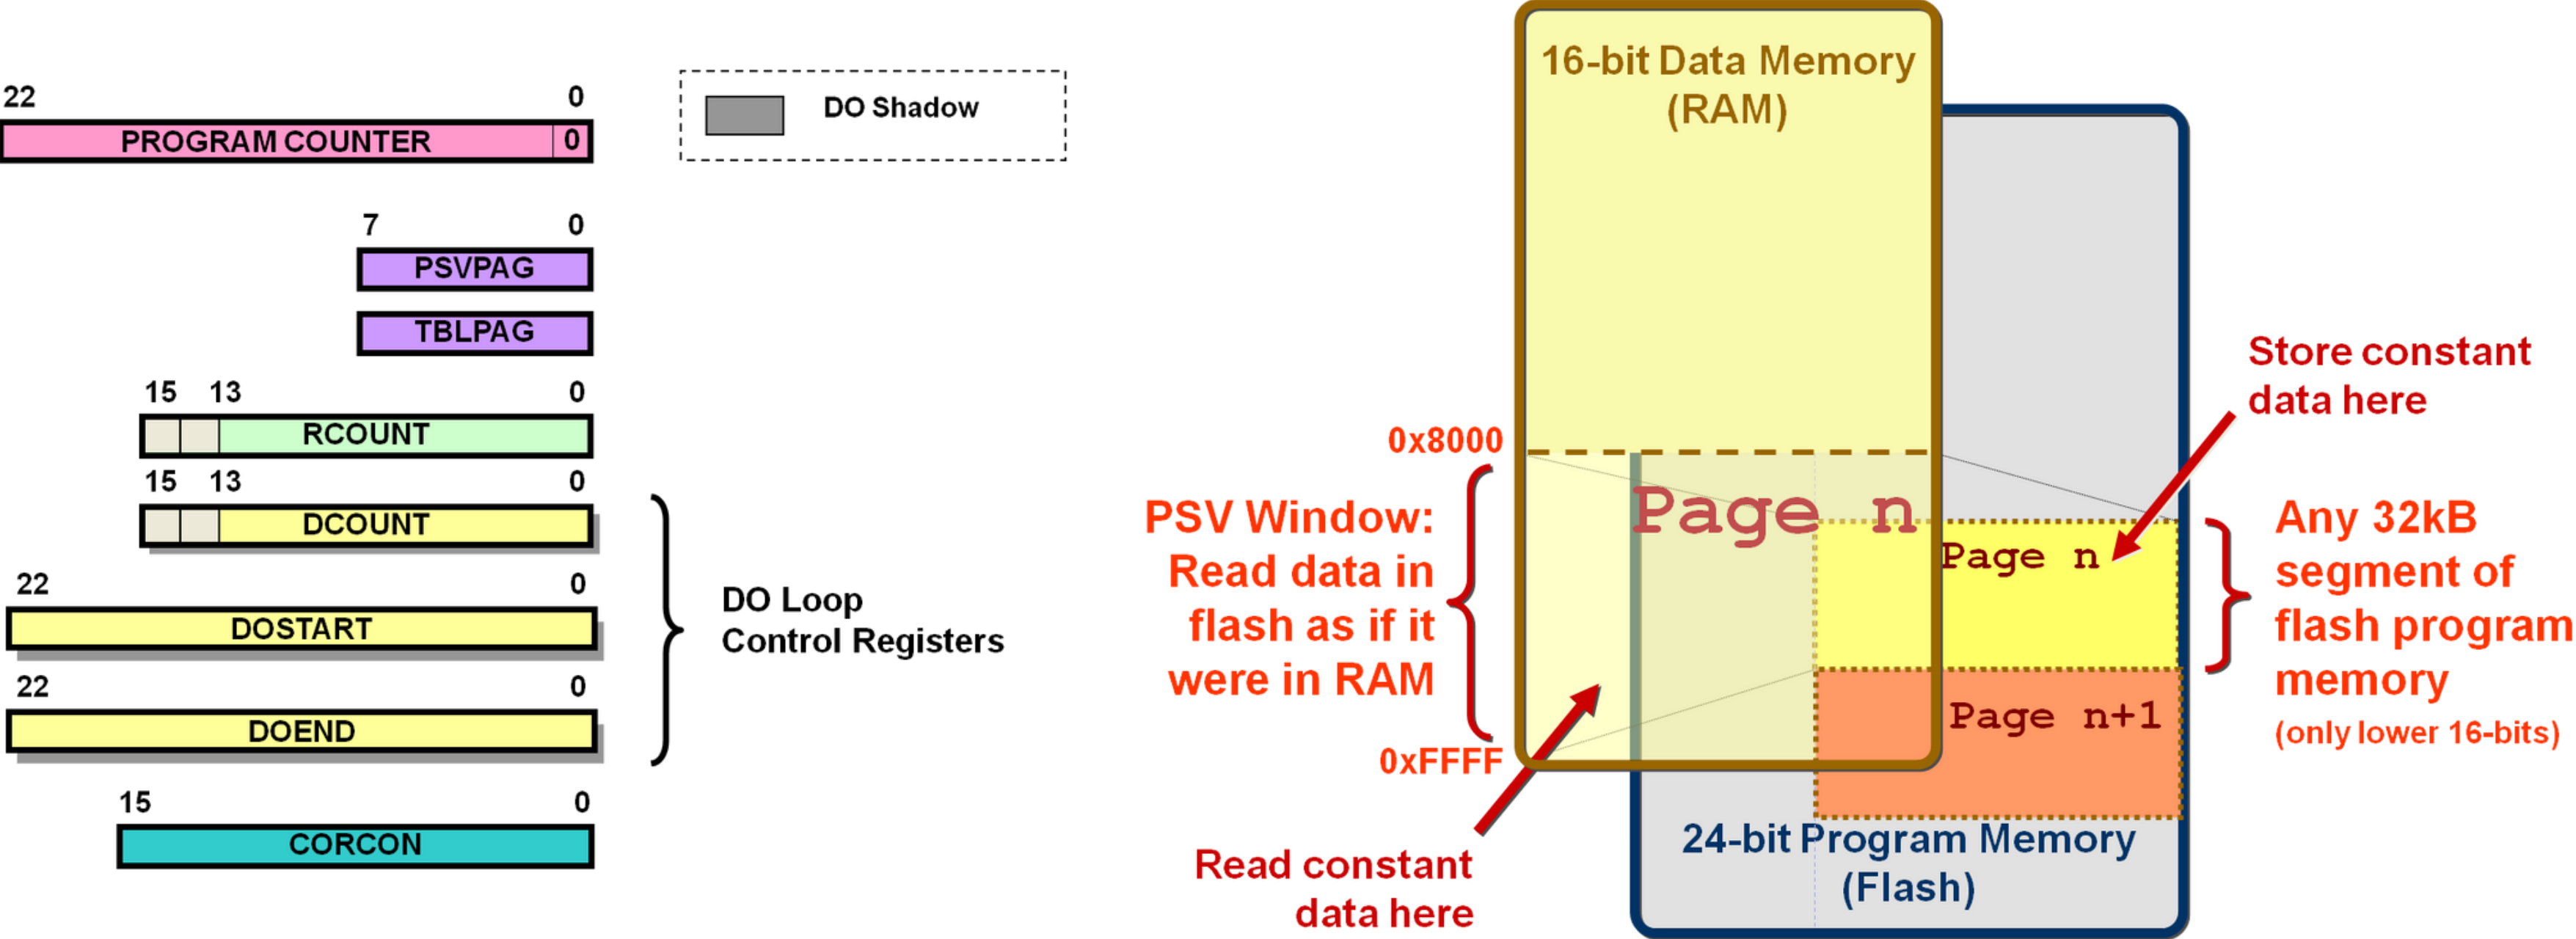 22 0
PROGRAM COUNTER 0
DO Shadow
7 0
PSVPAG
TBLPAG
15 13 0
RCOUNT
15 13 0
DCOUNT
22 0
DOSTART
22 0
DOEND
15 0
CORCON
DO Loop
Control Registers
16-bit Data Memory
(RAM)
0x8000
PSV Window:
Read data in
flash as if it
were in RAM
0xFFFF
Read constant
data here
Page n
Page n
Page n+1
24-bit Program Memory
(Flash)
Store constant
data here
Any 32kB
segment of
flash program
memory
(only lower 16-bits)